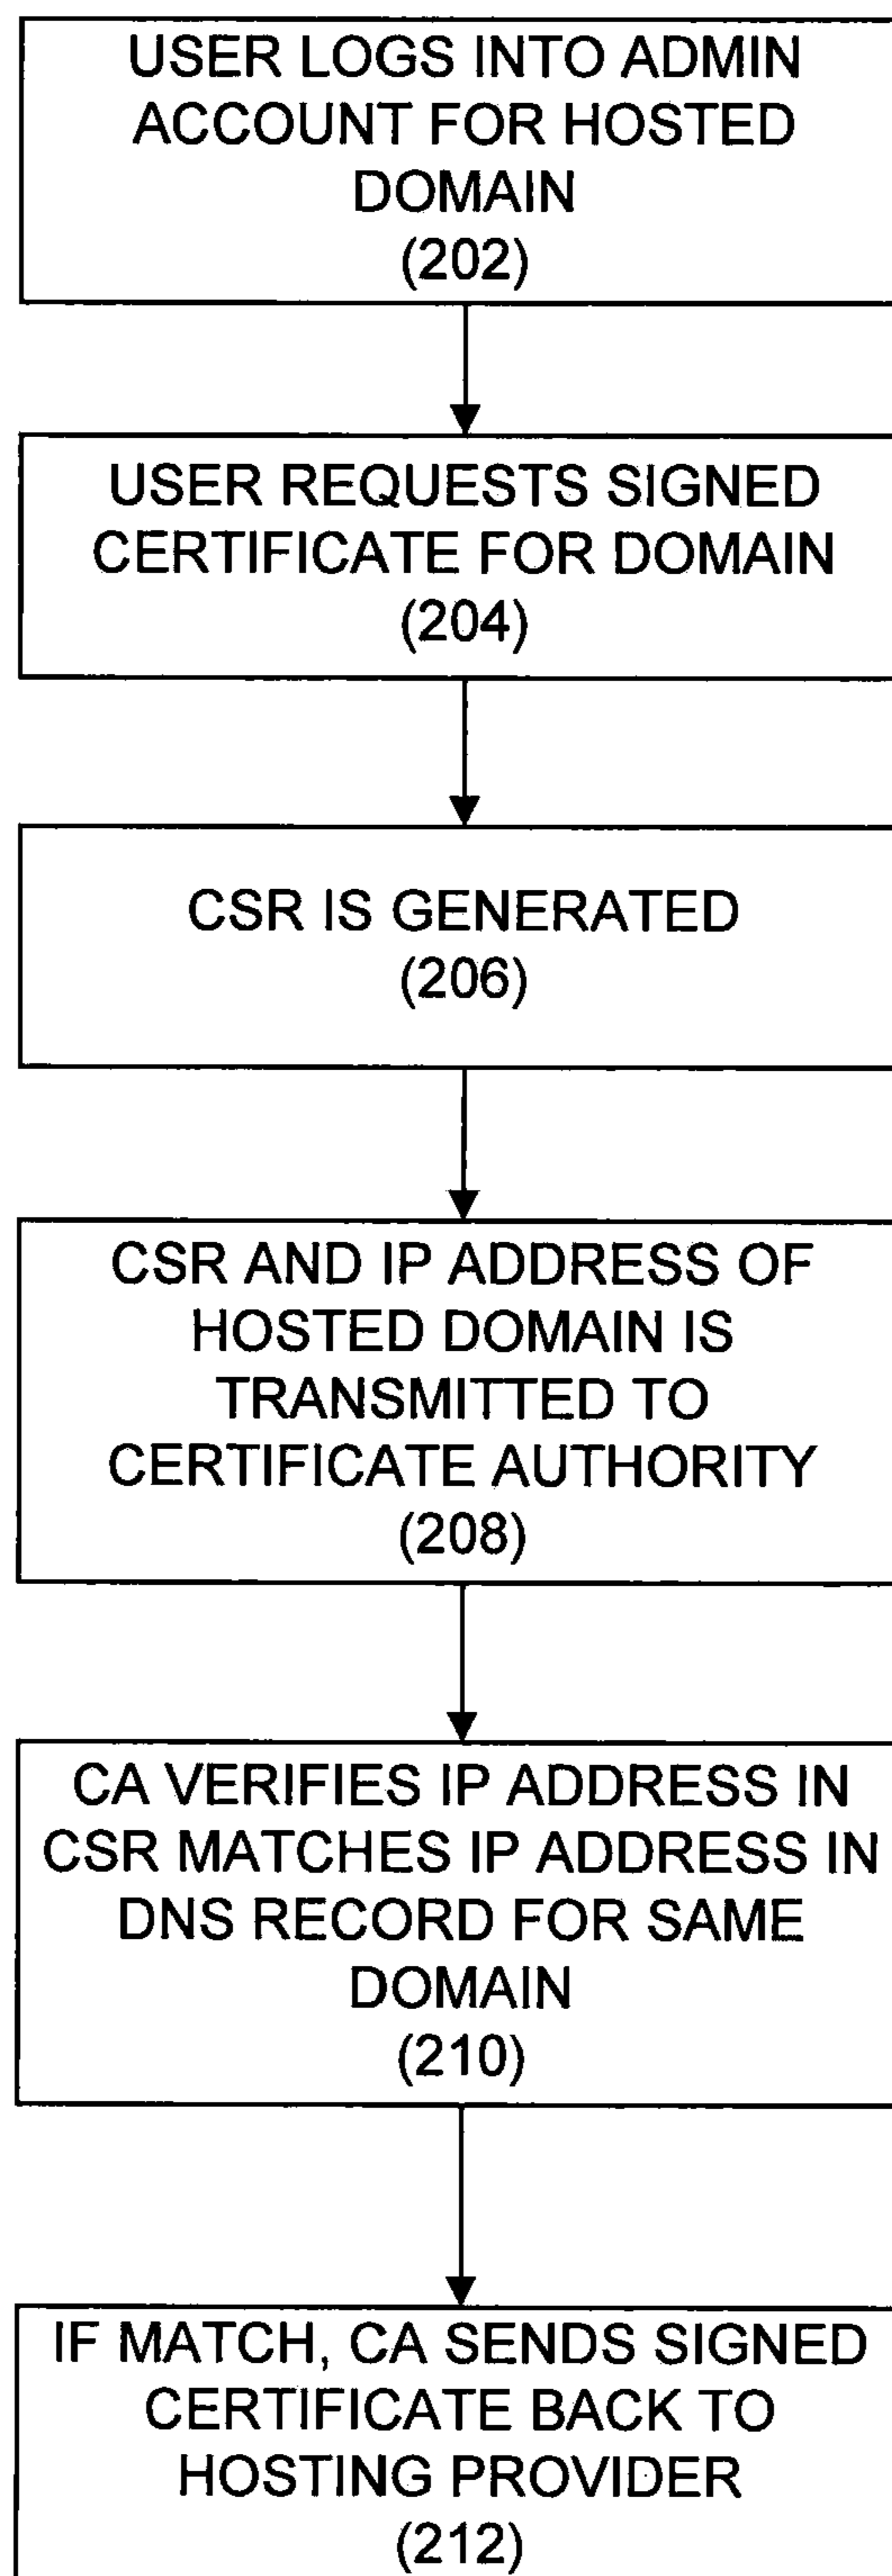 USER LOGS INTO ADMIN
ACCOUNT FOR HOSTED
DOMAIN
(202)
USER REQUESTS SIGNED
CERTIFICATE FOR DOMAIN
(204)
CSR IS GENERATED
(206)
CSR AND IP ADDRESS OF
HOSTED DOMAIN IS
TRANSMITTED TO
CERTIFICATE AUTHORITY
(208)
CA VERIFIES IP ADDRESS IN
CSR MATCHES IP ADDRESS IN
DNS RECORD FOR SAME
DOMAIN
(210)
IF MATCH, CA SENDS SIGNED
CERTIFICATE BACK TO
HOSTING PROVIDER
(212)